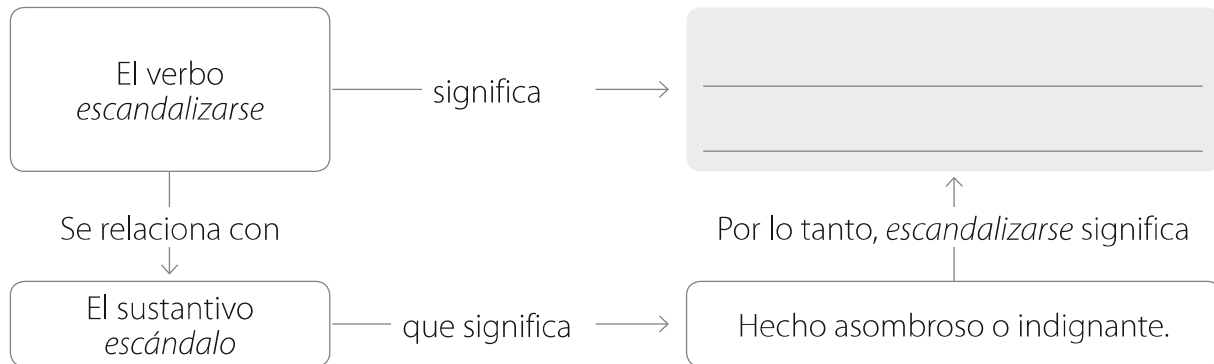 El verbo
escandalizarse
significa
Se relaciona con
Por lo tanto, escandalizarse significa
El sustantivo
escándalo
que significa
Hecho asombroso o indignante.